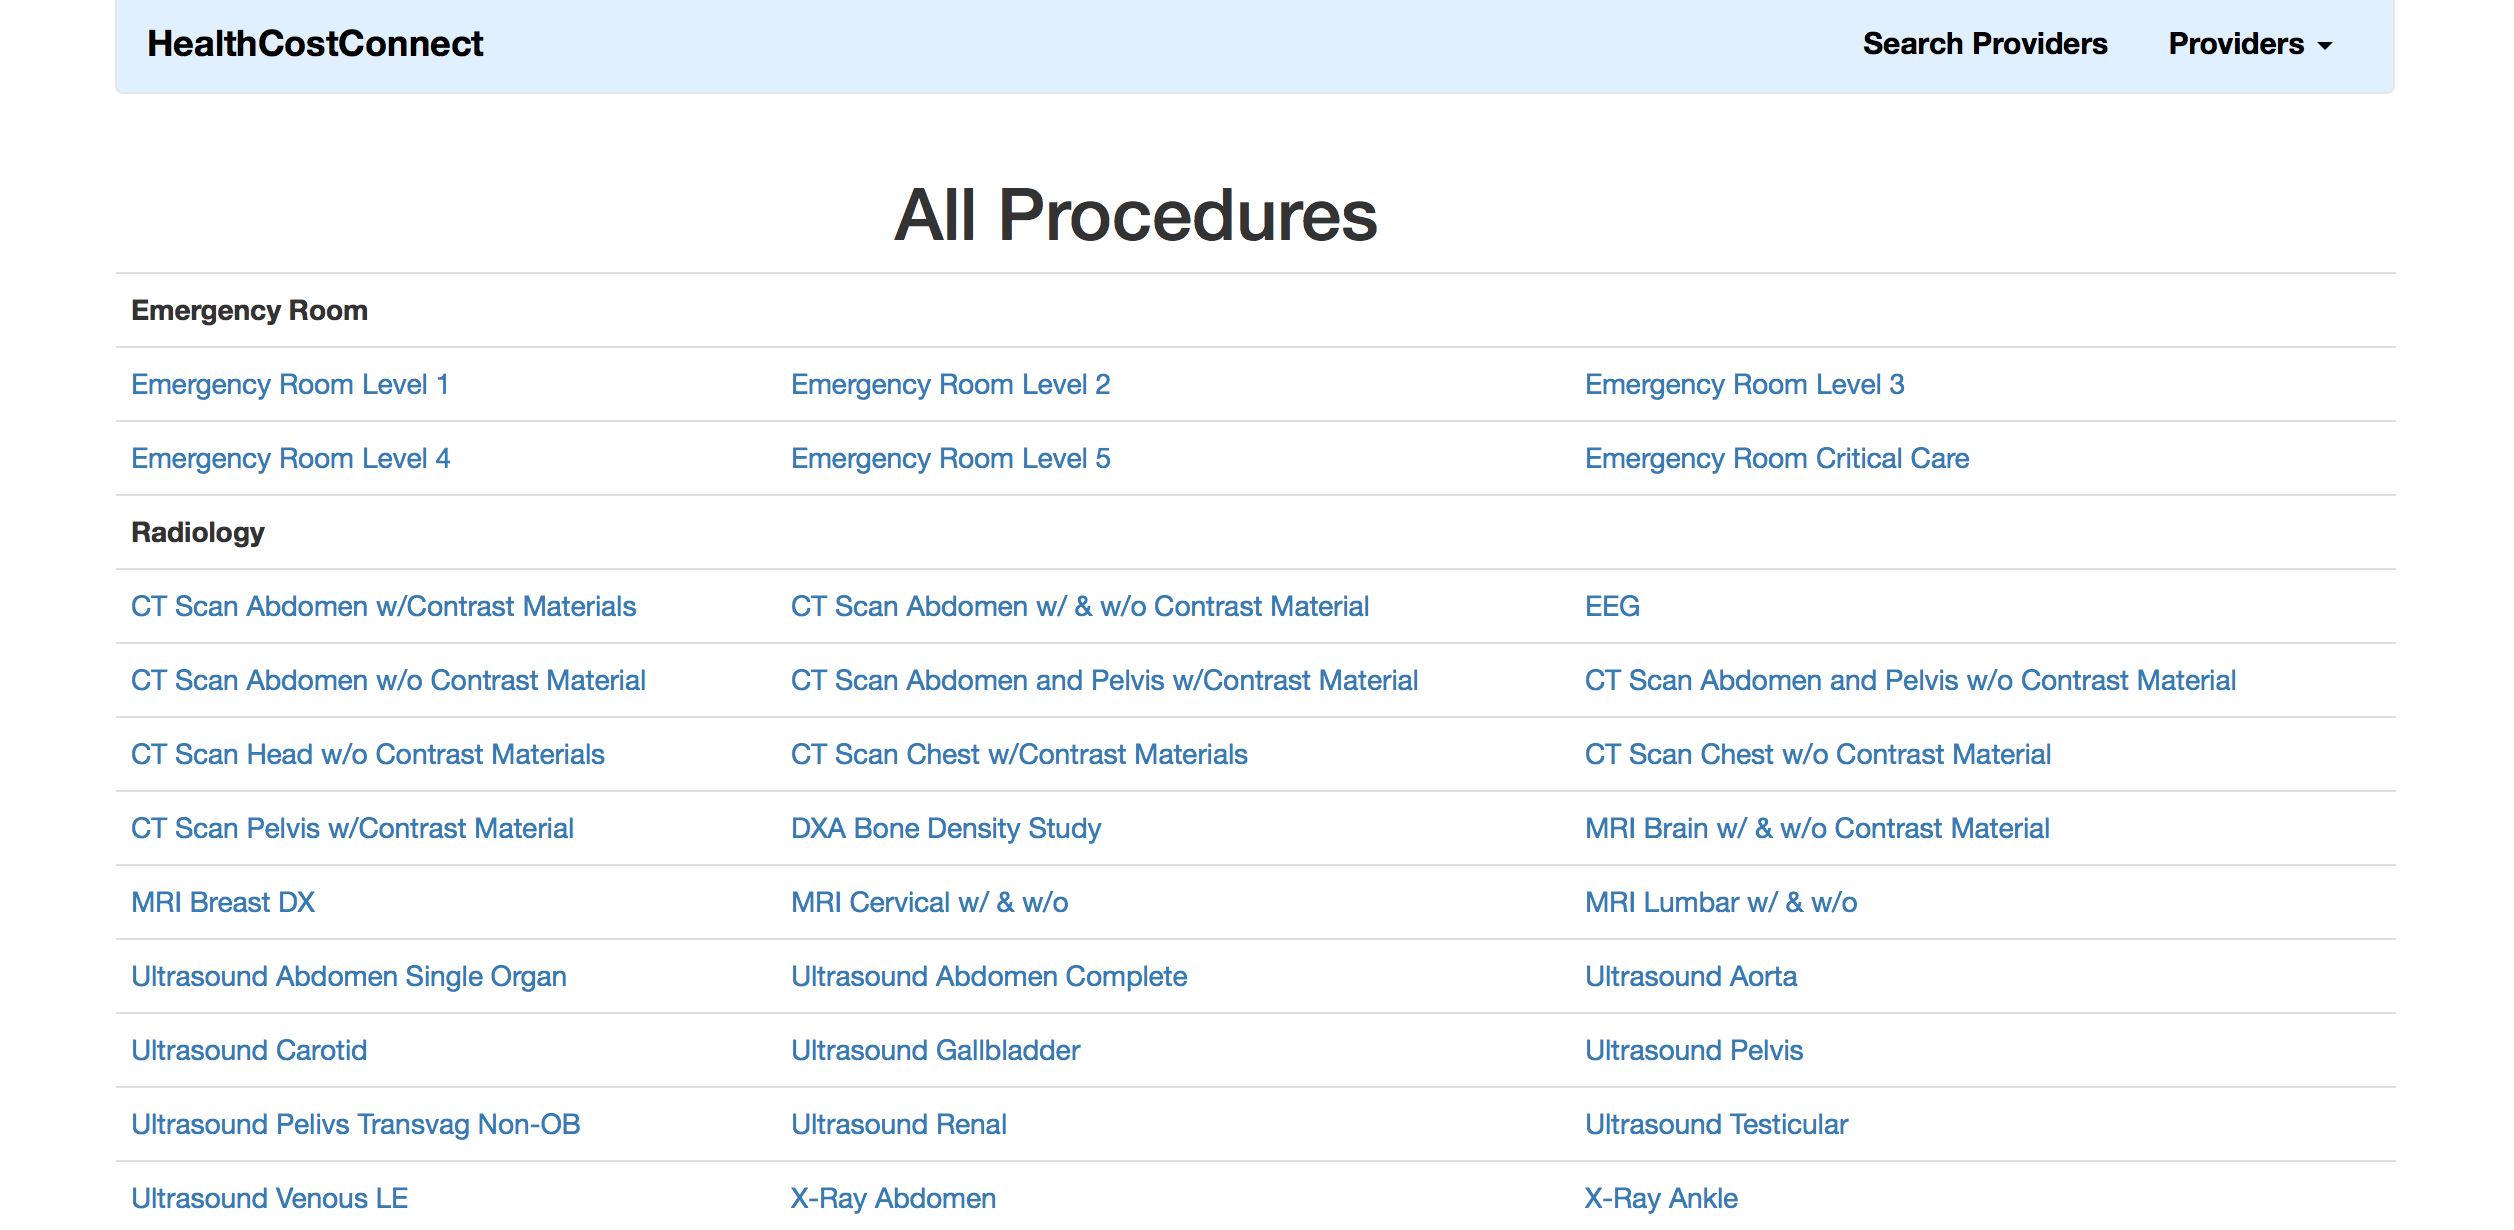 HealthCostConnect Search Providers Providers
All Procedures
Emergency Room
Emergency Room Level 1 Emergency Room Level 2 Emergency Room Level 3
Emergency Room Level 4 Emergency Room Level 5 Emergency Room Critical Care
Radiology
CT Scan Abdomen w/Contrast Materials CT Scan Abdomen w/ & w/o Contrast Material EEG
CT Scan Abdomen w/o Contrast Material CT Scan Abdomen and Pelvis w/Contrast Material CT Scan Abdomen and Pelvis w/o Contrast Material
CT Scan Head w/o Contrast Materials CT Scan Chest w/Contrast Materials CT Scan Chest w/o Contrast Material
CT Scan Pelvis w/Contrast Material DXA Bone Density Study MRI Brain w/ & w/o Contrast Material
MRI Breast DX MRI Cervical w/ & w/o MRI Lumbar w/ & w/o
Ultrasound Abdomen Single Organ Ultrasound Abdomen Complete Ultrasound Aorta
Ultrasound Carotid Ultrasound Gallbladder Ultrasound Pelvis
Ultrasound Pelivs Transvag Non-OB Ultrasound Renal Ultrasound Testicular
Ultrasound Venous LE X-Ray Abdomen X-Ray Ankle